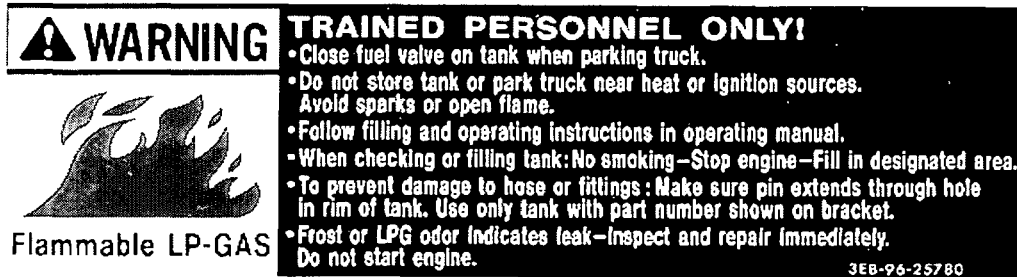 WARNING
Flammable LP-GAS
TRAINED PERSONNEL ONLY!
•Close fuel valve on tank when parking truck.
•Do not store tank or park truck near heat or ignition sources.
Avoid sparks or open flame.
•Follow filling and operating instructions in operating manual.
•When checking or filling tank:No smoking–Stop engine–Fill in designated area.
•To prevent damage to hose or fittings: Make sure pin extends through hole
in rim of tank. Use only tank with part number shown on bracket.
•Frost or LPG odor indicates leak–Inspect and repair immediately.
Do not start engine.
3EB-96-25780